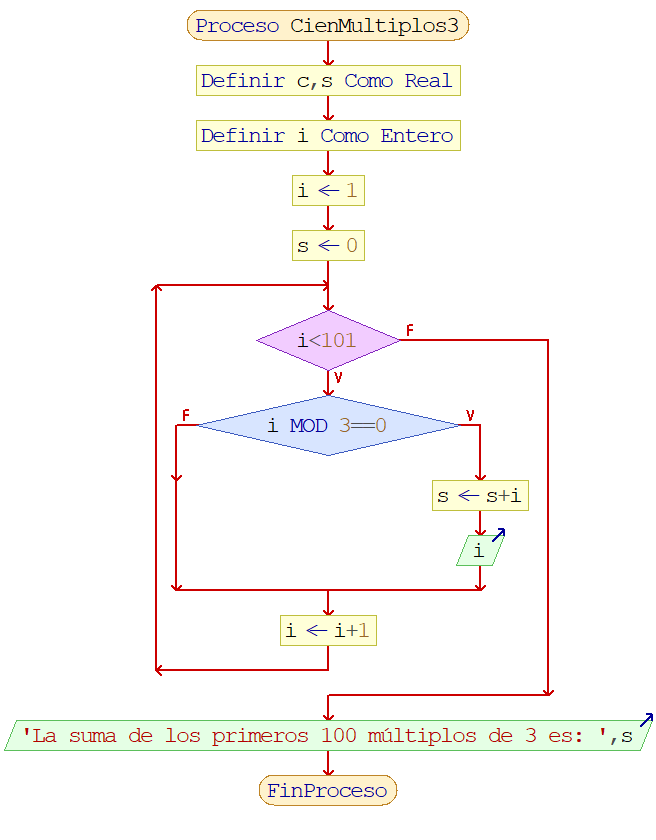 Proceso CienMultiplos3
Definir c,s Como Real
Definir i Como Entero
i ← 1
s ← 0
i<101
F
V
i MOD 3==0
F
V
s ← s+i
i
i ← i+1
'La suma de los primeros 100 múltiplos de 3 es: ',s
FinProceso